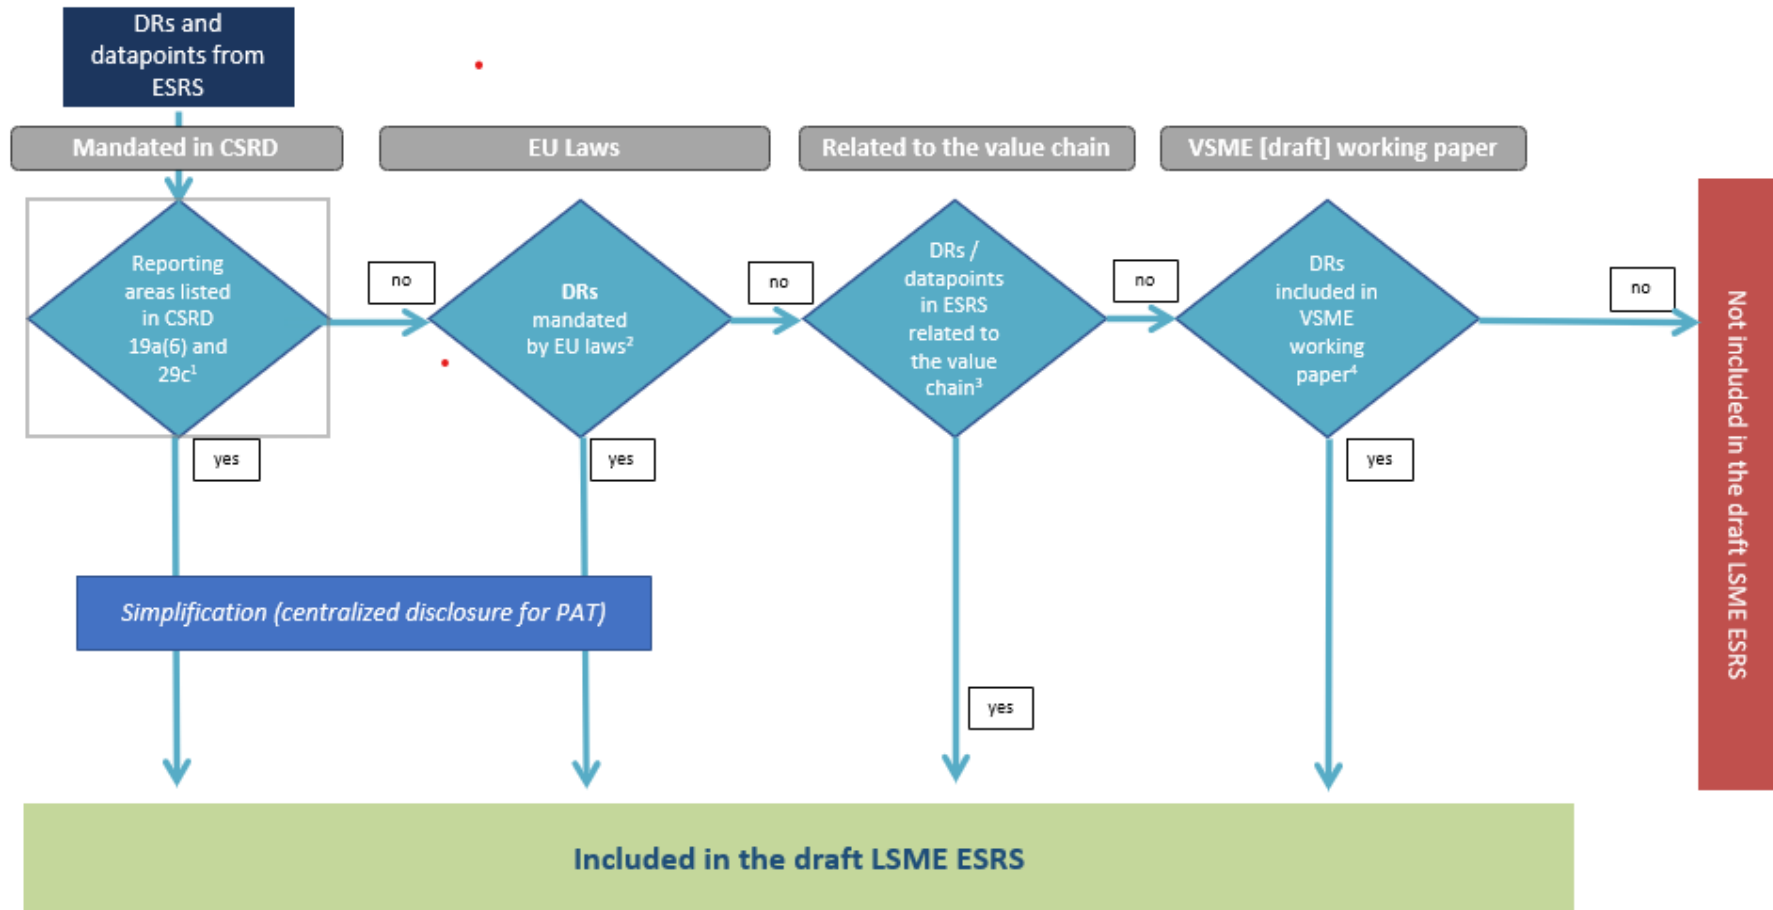 DRs and
datapoints from
ESRS
Mandated in CSRD
EU Laws
Related to the value chain
VSME [draft] working paper
Reporting
areas listed
in CSRD
19a(6) and
29c¹
no
DRs
mandated
by EU laws²
no
DRs /
datapoints
in ESRS
related to
the value
chain³
no
DRs
included in
VSME
working
paper⁴
no
Not included in the draft LSME ESRS
yes
yes
yes
yes
Simplification (centralized disclosure for PAT)
Included in the draft LSME ESRS